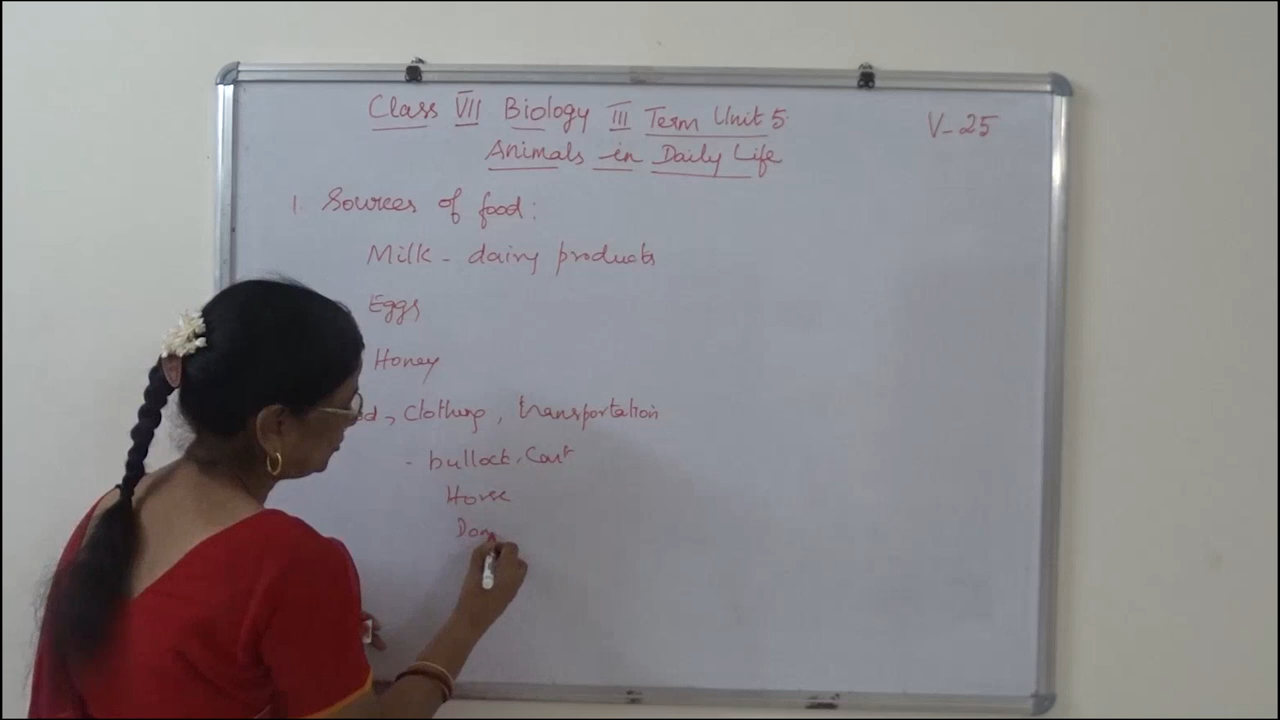 Class VII Biology III Term Unit 5.
V-25
Animals in Daily Life
1. Sources of food:
Milk - dairy products
Eggs
Honey
Clothing, transportation
- bullock. Cart
Horse